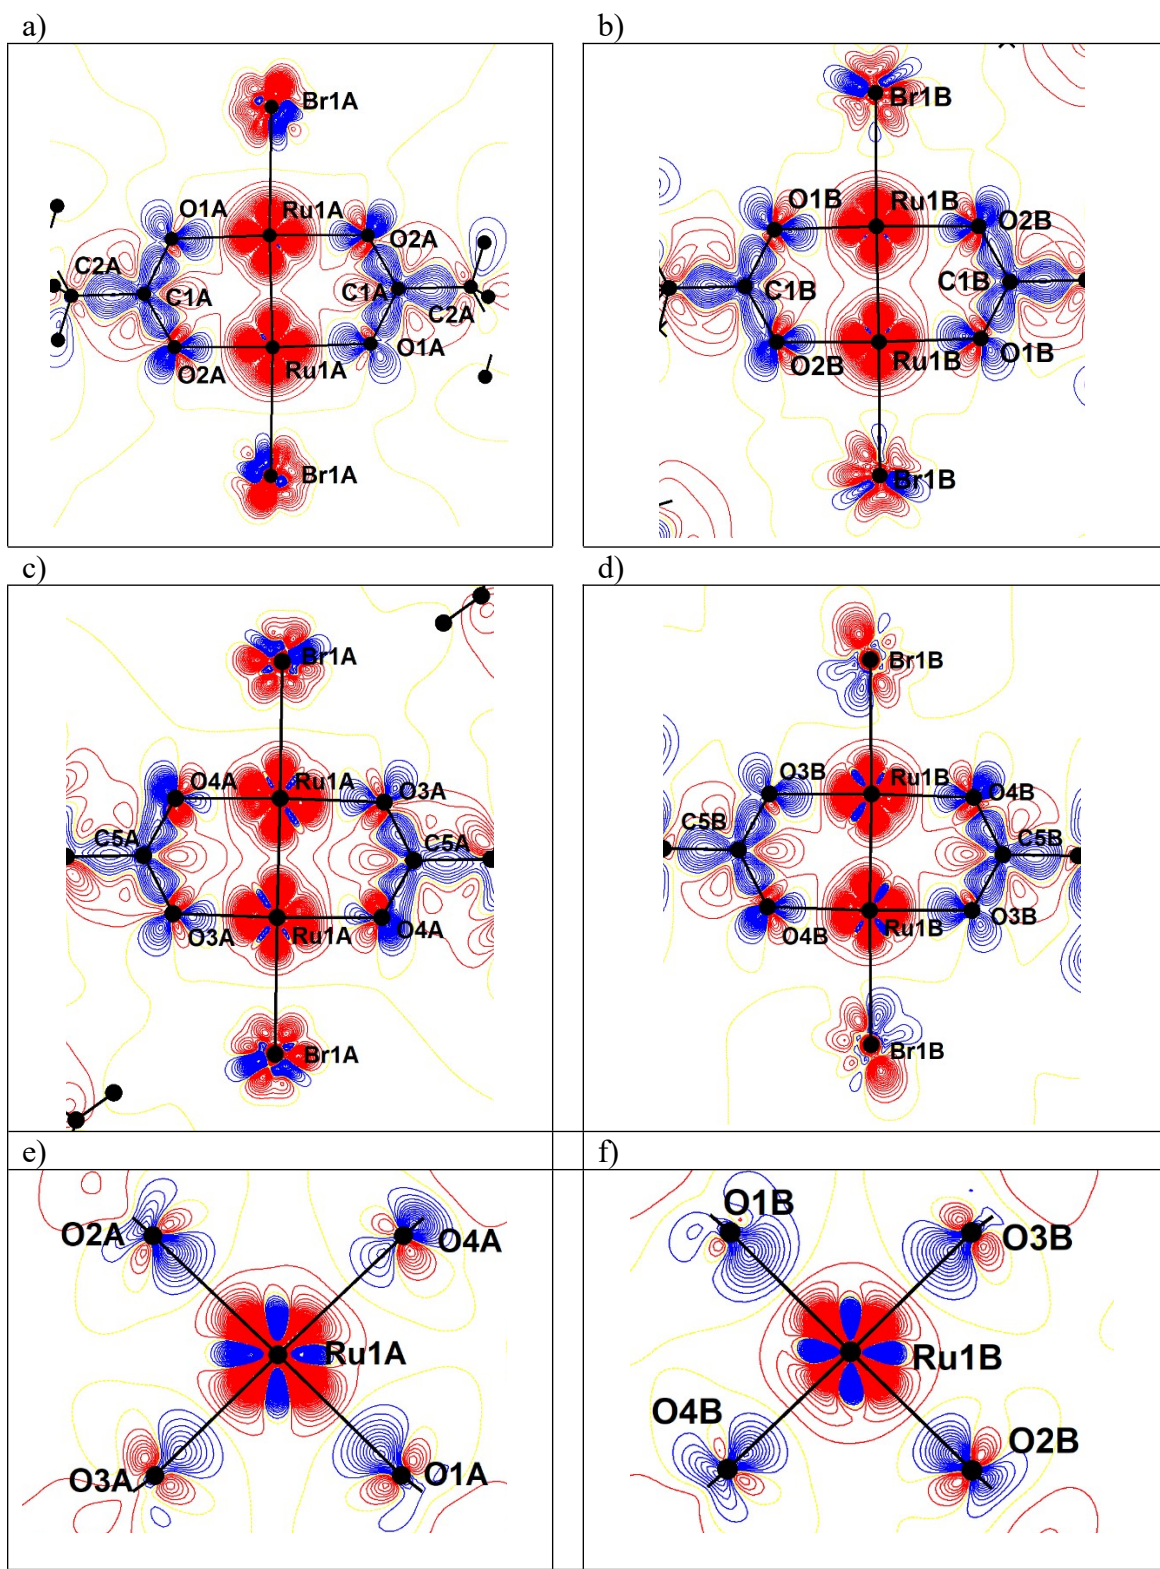 a)
b)
Br1A
O1A
Ru1A
O2A
C2A
C1A
C1A
C2A
O2A
Ru1A
O1A
Br1A
Br1B
O1B
Ru1B
O2B
C1B
C1B
O2B
Ru1B
O1B
Br1B
c)
d)
Br1A
O4A
Ru1A
O3A
C5A
C5A
O3A
Ru1A
O4A
Br1A
Br1B
O3B
Ru1B
O4B
C5B
C5B
O4B
Ru1B
O3B
Br1B
e)
f)
O2A
O4A
Ru1A
O3A
O1A
O1B
O3B
Ru1B
O4B
O2B